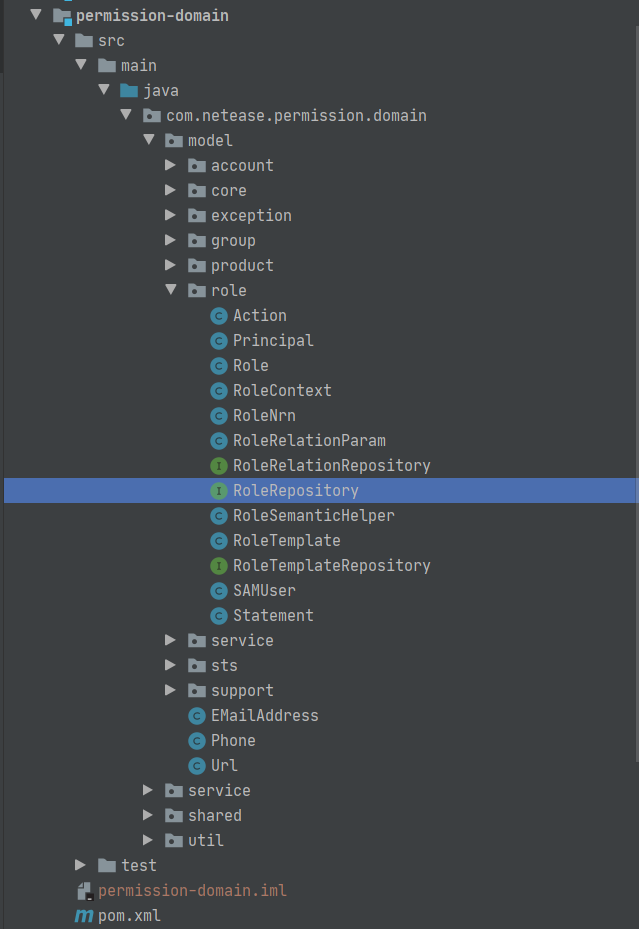 permission-domain
src
main
java
com.netease.permission.domain
model
account
core
exception
group
product
role
C Action
C Principal
C Role
C RoleContext
C RoleNrn
C RoleRelationParam
I RoleRelationRepository
I RoleRepository
C RoleSemanticHelper
C RoleTemplate
I RoleTemplateRepository
C SAMUser
C Statement
service
sts
support
C EMailAddress
C Phone
C Url
service
shared
util
test
permission-domain.iml
m pom.xml